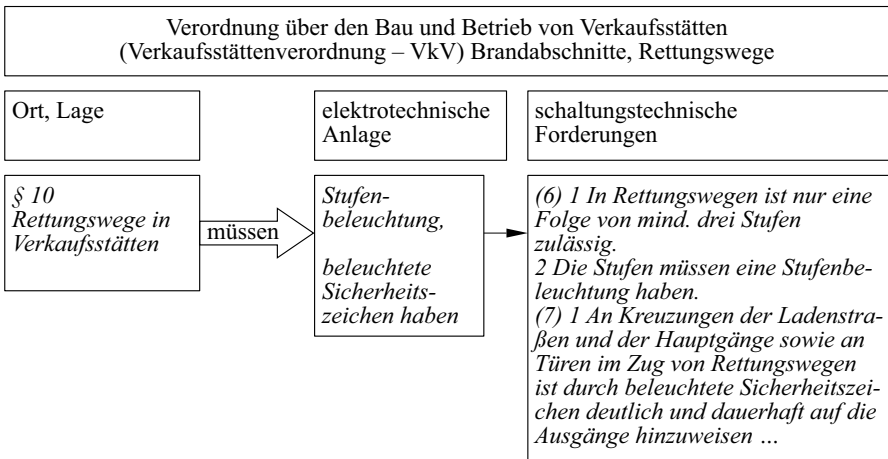 Verordnung über den Bau und Betrieb von Verkaufsstätten
(Verkaufsstättenverordnung – VkV) Brandabschnitte, Rettungswege
Ort, Lage
elektrotechnische
Anlage
schaltungstechnische
Forderungen
§ 10
Rettungswege in
Verkaufsstätten
müssen
Stufen-
beleuchtung,
beleuchtete
Sicherheits-
zeichen haben
(6) 1 In Rettungswegen ist nur eine
Folge von mind. drei Stufen
zulässig.
2 Die Stufen müssen eine Stufenbe-
leuchtung haben.
(7) 1 An Kreuzungen der Ladenstra-
ßen und der Hauptgänge sowie an
Türen im Zug von Rettungswegen
ist durch beleuchtete Sicherheitszei-
chen deutlich und dauerhaft auf die
Ausgänge hinzuweisen …